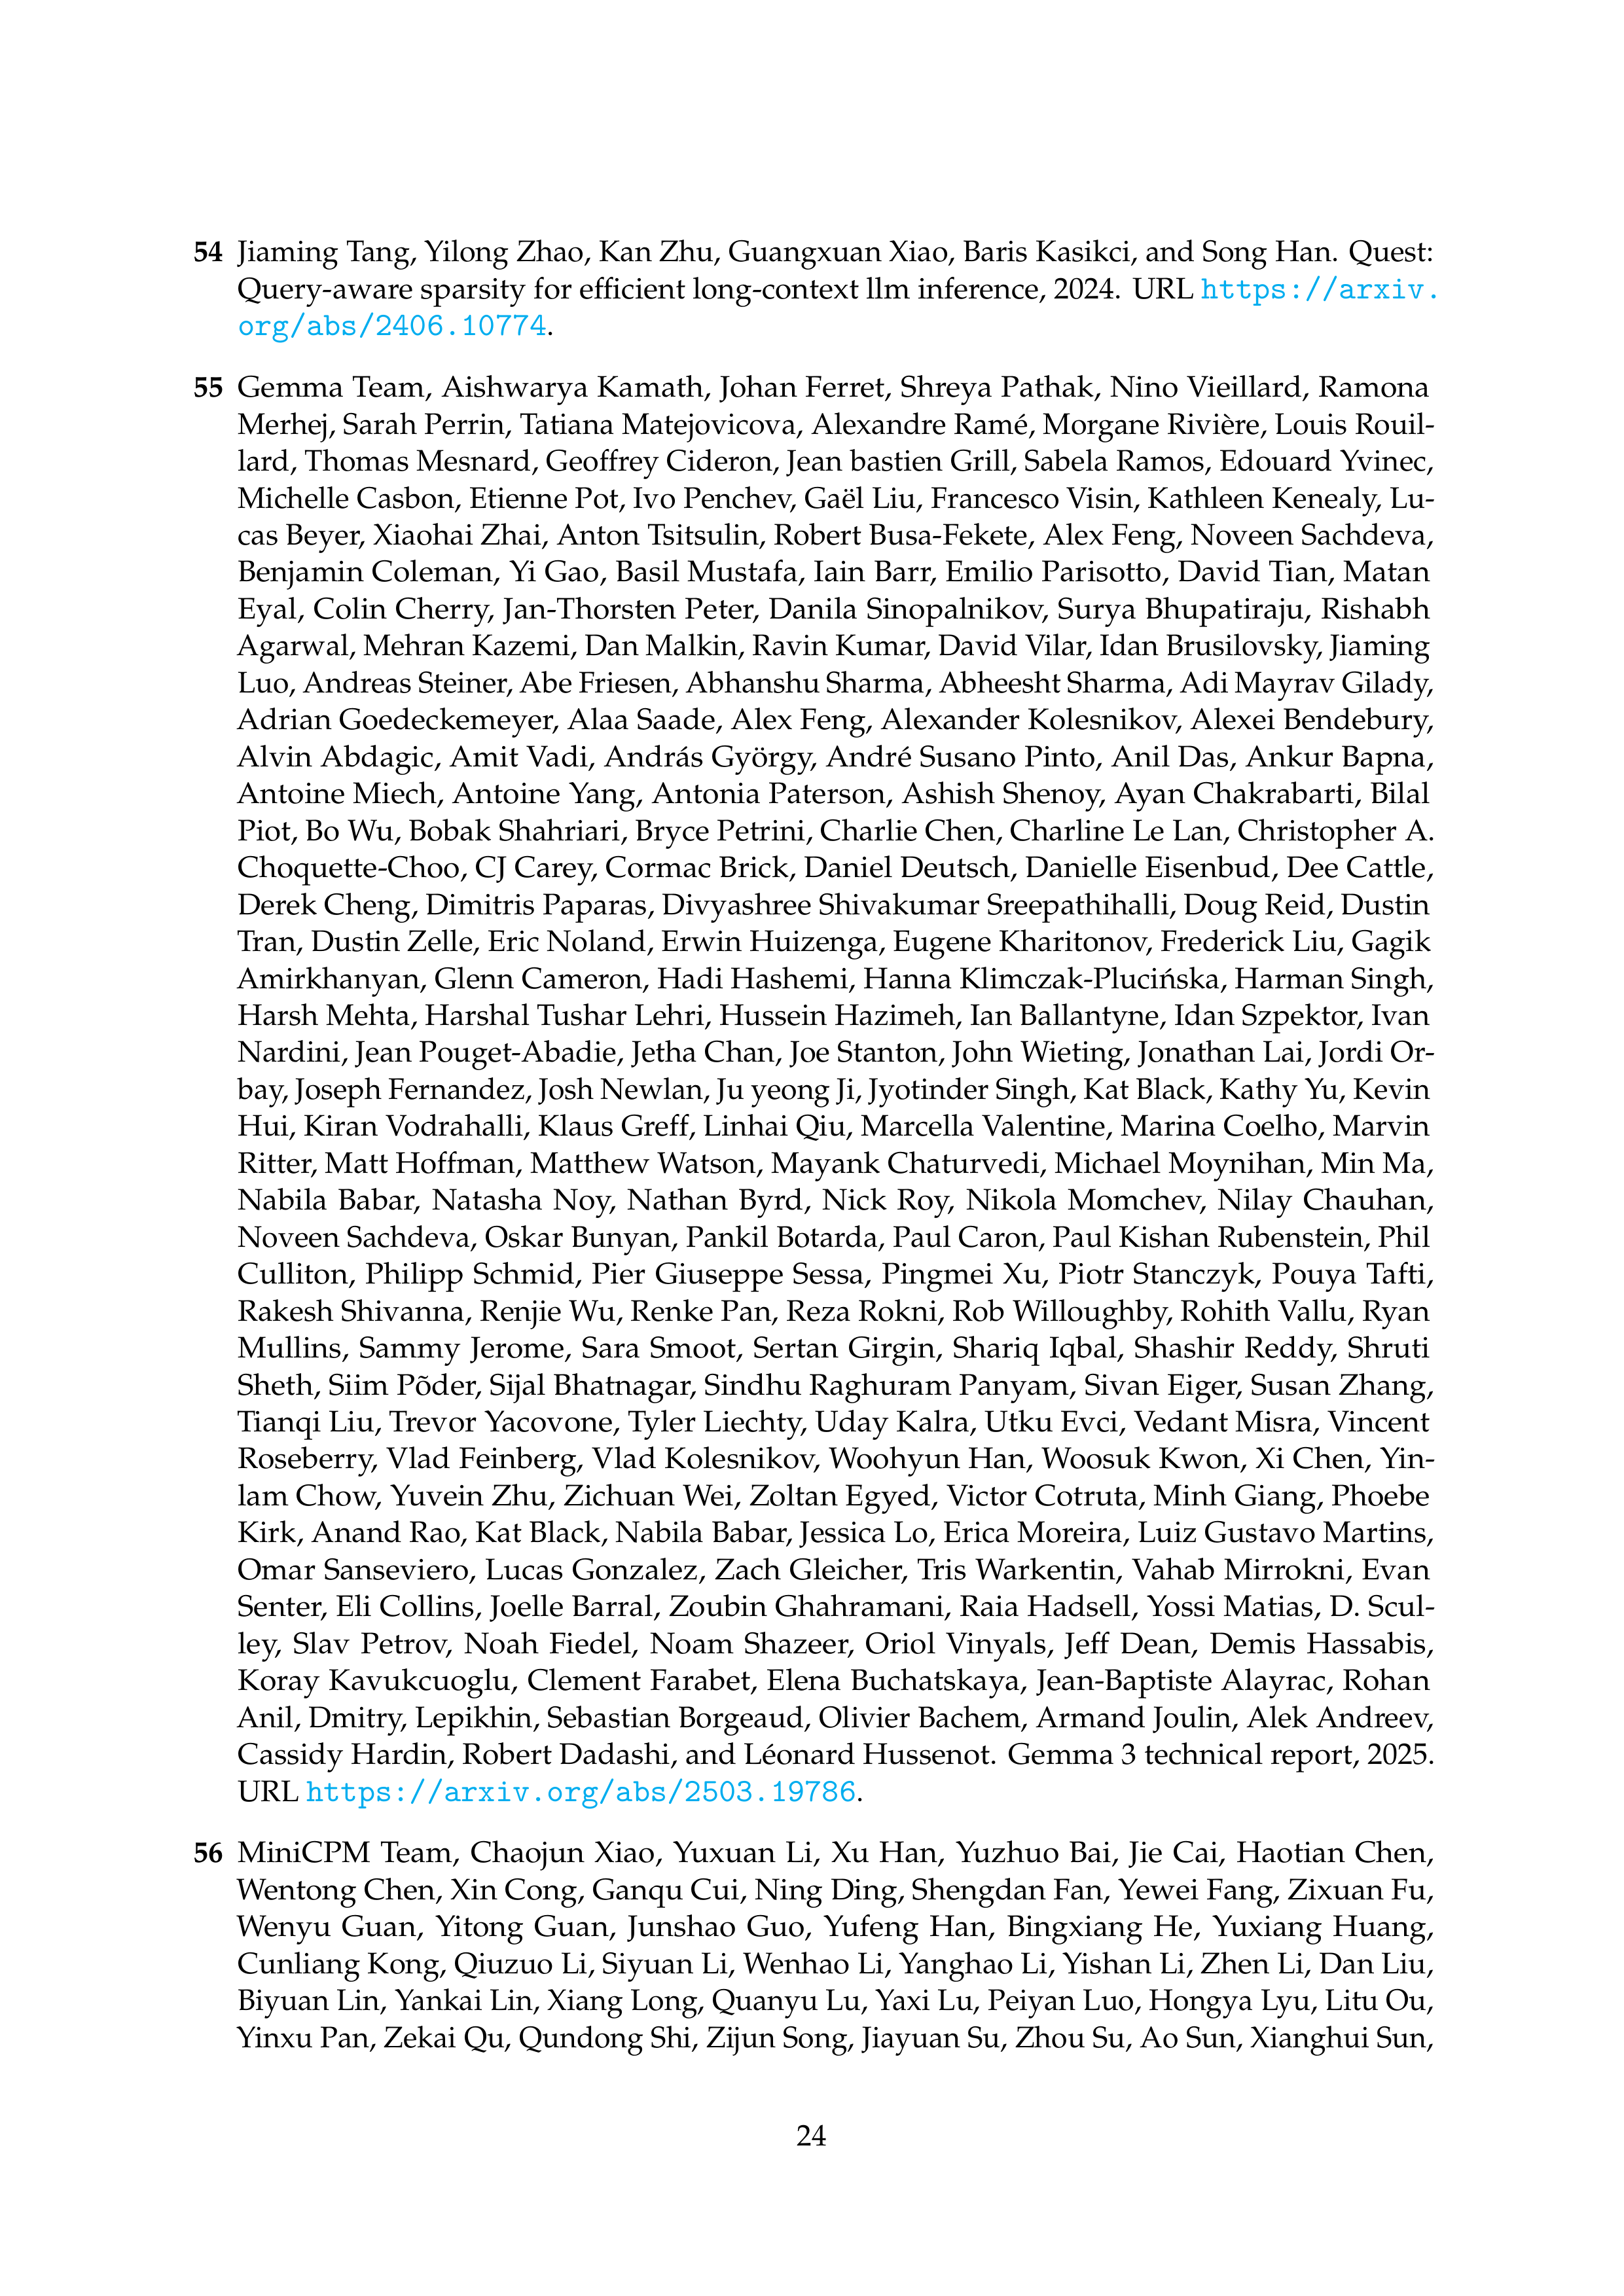 54 Jiaming Tang, Yilong Zhao, Kan Zhu, Guangxuan Xiao, Baris Kasikci, and Song Han. Quest:
Query-aware sparsity for efficient long-context llm inference, 2024. URL https://arxiv.
org/abs/2406.10774.
55 Gemma Team, Aishwarya Kamath, Johan Ferret, Shreya Pathak, Nino Vieillard, Ramona
Merhej, Sarah Perrin, Tatiana Matejovicova, Alexandre Ramé, Morgane Rivière, Louis Rouil-
lard, Thomas Mesnard, Geoffrey Cideron, Jean bastien Grill, Sabela Ramos, Edouard Yvinec,
Michelle Casbon, Etienne Pot, Ivo Penchev, Gaël Liu, Francesco Visin, Kathleen Kenealy, Lu-
cas Beyer, Xiaohai Zhai, Anton Tsitsulin, Robert Busa-Fekete, Alex Feng, Noveen Sachdeva,
Benjamin Coleman, Yi Gao, Basil Mustafa, Iain Barr, Emilio Parisotto, David Tian, Matan
Eyal, Colin Cherry, Jan-Thorsten Peter, Danila Sinopalnikov, Surya Bhupatiraju, Rishabh
Agarwal, Mehran Kazemi, Dan Malkin, Ravin Kumar, David Vilar, Idan Brusilovsky, Jiaming
Luo, Andreas Steiner, Abe Friesen, Abhanshu Sharma, Abheesht Sharma, Adi Mayrav Gilady,
Adrian Goedeckemeyer, Alaa Saade, Alex Feng, Alexander Kolesnikov, Alexei Bendebury,
Alvin Abdagic, Amit Vadi, András György, André Susano Pinto, Anil Das, Ankur Bapna,
Antoine Miech, Antoine Yang, Antonia Paterson, Ashish Shenoy, Ayan Chakrabarti, Bilal
Piot, Bo Wu, Bobak Shahriari, Bryce Petrini, Charlie Chen, Charline Le Lan, Christopher A.
Choquette-Choo, CJ Carey, Cormac Brick, Daniel Deutsch, Danielle Eisenbud, Dee Cattle,
Derek Cheng, Dimitris Paparas, Divyashree Shivakumar Sreepathihalli, Doug Reid, Dustin
Tran, Dustin Zelle, Eric Noland, Erwin Huizenga, Eugene Kharitonov, Frederick Liu, Gagik
Amirkhanyan, Glenn Cameron, Hadi Hashemi, Hanna Klimczak-Plucińska, Harman Singh,
Harsh Mehta, Harshal Tushar Lehri, Hussein Hazimeh, Ian Ballantyne, Idan Szpektor, Ivan
Nardini, Jean Pouget-Abadie, Jetha Chan, Joe Stanton, John Wieting, Jonathan Lai, Jordi Or-
bay, Joseph Fernandez, Josh Newlan, Ju yeong Ji, Jyotinder Singh, Kat Black, Kathy Yu, Kevin
Hui, Kiran Vodrahalli, Klaus Greff, Linhai Qiu, Marcella Valentine, Marina Coelho, Marvin
Ritter, Matt Hoffman, Matthew Watson, Mayank Chaturvedi, Michael Moynihan, Min Ma,
Nabila Babar, Natasha Noy, Nathan Byrd, Nick Roy, Nikola Momchev, Nilay Chauhan,
Noveen Sachdeva, Oskar Bunyan, Pankil Botarda, Paul Caron, Paul Kishan Rubenstein, Phil
Culliton, Philipp Schmid, Pier Giuseppe Sessa, Pingmei Xu, Piotr Stanczyk, Pouya Tafti,
Rakesh Shivanna, Renjie Wu, Renke Pan, Reza Rokni, Rob Willoughby, Rohith Vallu, Ryan
Mullins, Sammy Jerome, Sara Smoot, Sertan Girgin, Shariq Iqbal, Shashir Reddy, Shruti
Sheth, Siim Põder, Sijal Bhatnagar, Sindhu Raghuram Panyam, Sivan Eiger, Susan Zhang,
Tianqi Liu, Trevor Yacovone, Tyler Liechty, Uday Kalra, Utku Evci, Vedant Misra, Vincent
Roseberry, Vlad Feinberg, Vlad Kolesnikov, Woohyun Han, Woosuk Kwon, Xi Chen, Yin-
lam Chow, Yuvein Zhu, Zichuan Wei, Zoltan Egyed, Victor Cotruta, Minh Giang, Phoebe
Kirk, Anand Rao, Kat Black, Nabila Babar, Jessica Lo, Erica Moreira, Luiz Gustavo Martins,
Omar Sanseviero, Lucas Gonzalez, Zach Gleicher, Tris Warkentin, Vahab Mirrokni, Evan
Senter, Eli Collins, Joelle Barral, Zoubin Ghahramani, Raia Hadsell, Yossi Matias, D. Scul-
ley, Slav Petrov, Noah Fiedel, Noam Shazeer, Oriol Vinyals, Jeff Dean, Demis Hassabis,
Koray Kavukcuoglu, Clement Farabet, Elena Buchatskaya, Jean-Baptiste Alayrac, Rohan
Anil, Dmitry, Lepikhin, Sebastian Borgeaud, Olivier Bachem, Armand Joulin, Alek Andreev,
Cassidy Hardin, Robert Dadashi, and Léonard Hussenot. Gemma 3 technical report, 2025.
URL https://arxiv.org/abs/2503.19786.
56 MiniCPM Team, Chaojun Xiao, Yuxuan Li, Xu Han, Yuzhuo Bai, Jie Cai, Haotian Chen,
Wentong Chen, Xin Cong, Ganqu Cui, Ning Ding, Shengdan Fan, Yewei Fang, Zixuan Fu,
Wenyu Guan, Yitong Guan, Junshao Guo, Yufeng Han, Bingxiang He, Yuxiang Huang,
Cunliang Kong, Qiuzuo Li, Siyuan Li, Wenhao Li, Yanghao Li, Yishan Li, Zhen Li, Dan Liu,
Biyuan Lin, Yankai Lin, Xiang Long, Quanyu Lu, Yaxi Lu, Peiyan Luo, Hongya Lyu, Litu Ou,
Yinxu Pan, Zekai Qu, Qundong Shi, Zijun Song, Jiayuan Su, Zhou Su, Ao Sun, Xianghui Sun,
24